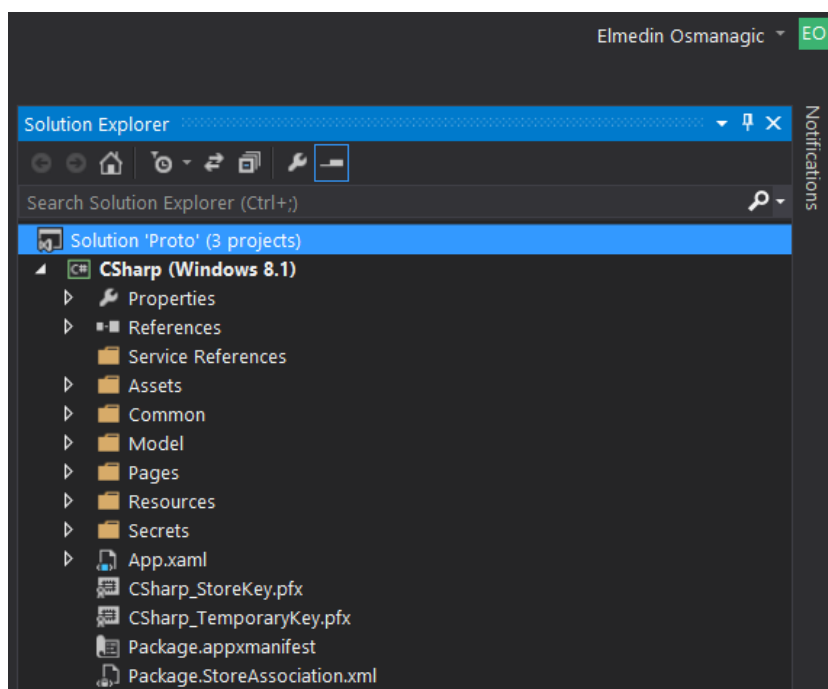 Elmedin Osmanagic
EO
Notifications
Solution Explorer
Search Solution Explorer (Ctrl+;)
Solution 'Proto' (3 projects)
C# CSharp (Windows 8.1)
Properties
References
Service References
Assets
Common
Model
Pages
Resources
Secrets
App.xaml
CSharp_StoreKey.pfx
CSharp_TemporaryKey.pfx
Package.appxmanifest
Package.StoreAssociation.xml